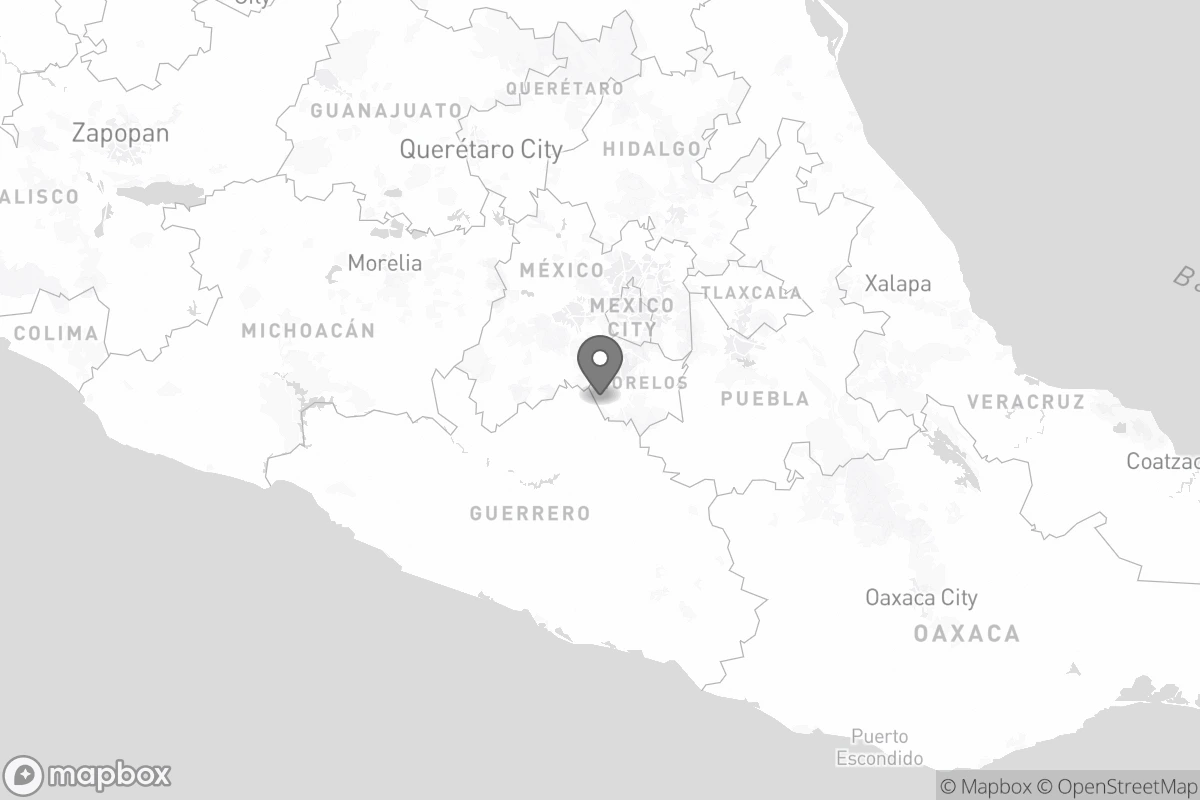 City
QUERÉTARO
GUANAJUATO
Zapopan
Querétaro City
HIDALGO
ALISCO
Morelia
MÉXICO
Xalapa
TLAXCALA
MEXICO
CITY
COLIMA
MICHOACÁN
ORELOS
PUEBLA
VERACRUZ
Coatzac
GUERRERO
Oaxaca City
OAXACA
Puerto
Escondido
mapbox
© Mapbox © OpenStreetMap